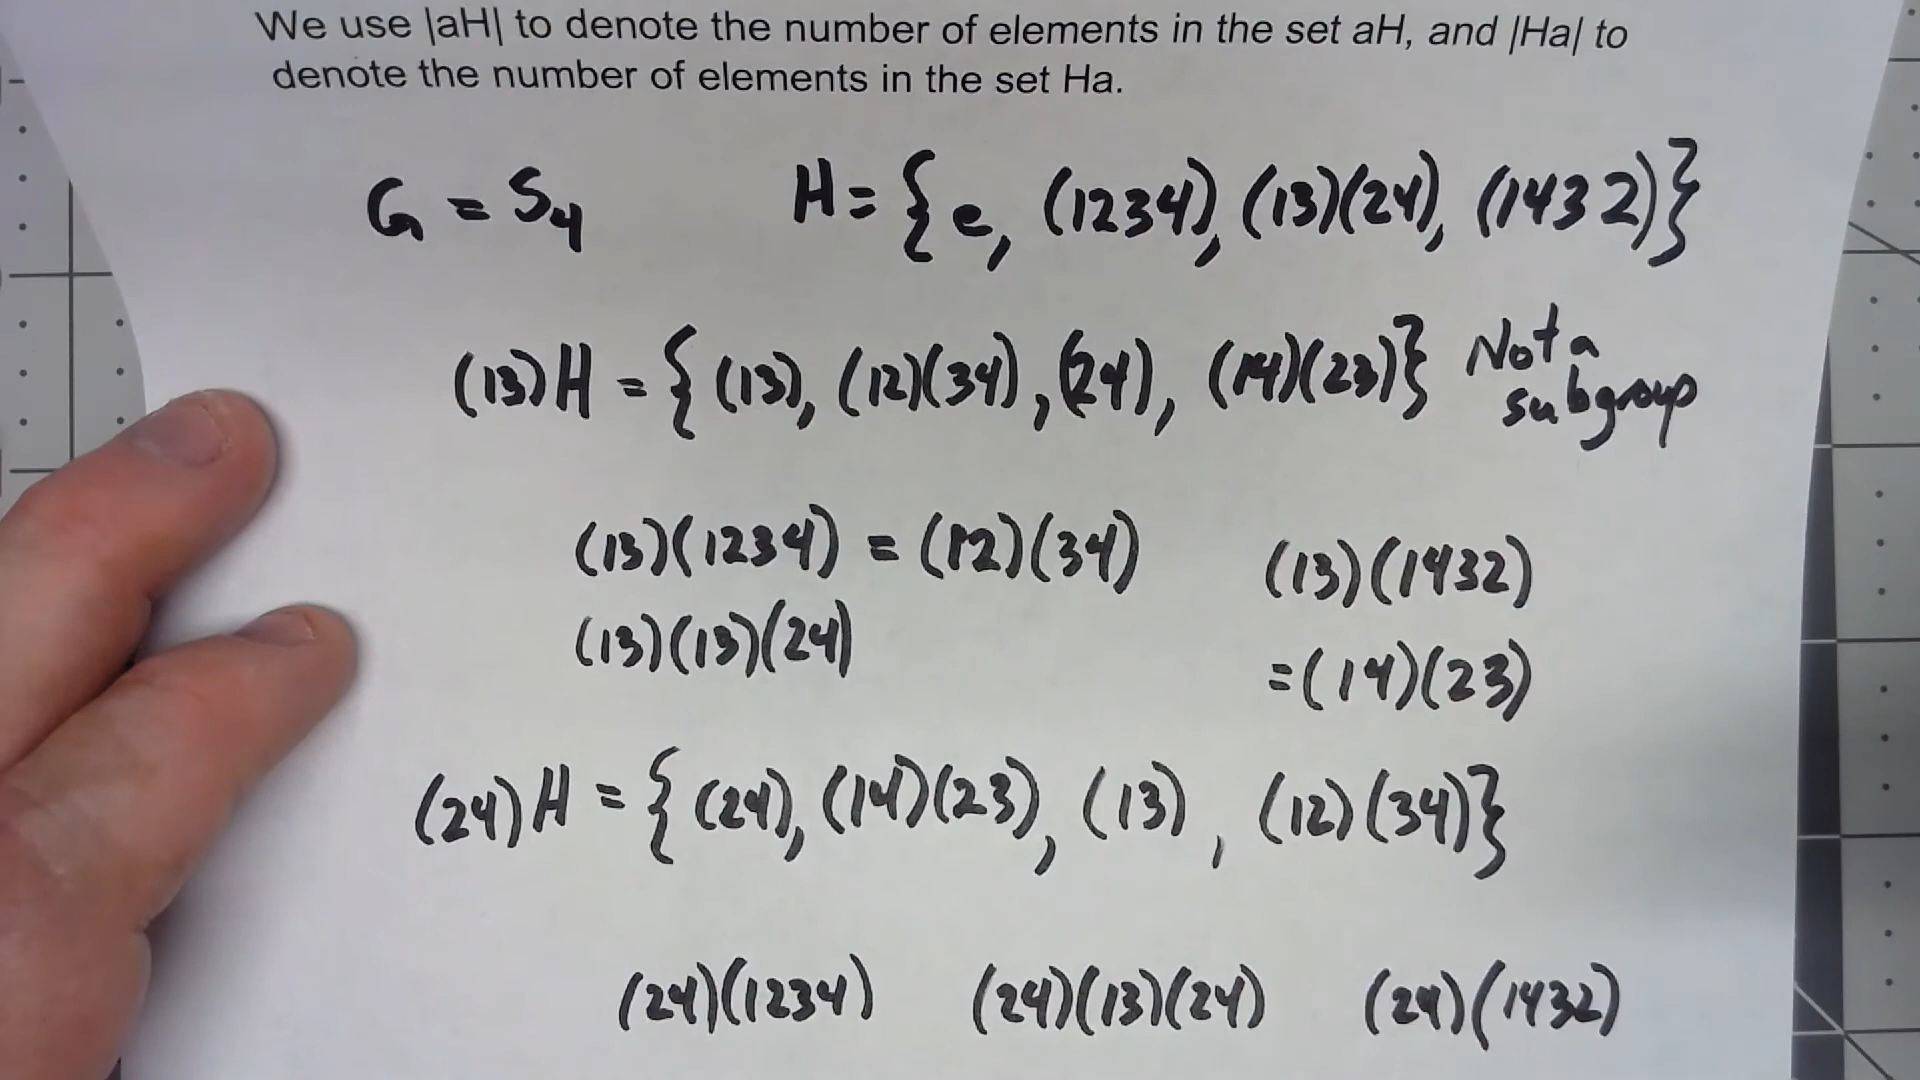 We use |aH| to denote the number of elements in the set aH, and |Ha| to
denote the number of elements in the set Ha.
G = S4 H = {e, (1234), (13)(24), (1432)}
(13)H = {(13), (12)(34), (24), (14)(23)} Not a
subgroup
(13)(1234) = (12)(34) (13)(1432)
(13)(13)(24) =(14)(23)
(24)H = {(24), (14)(23), (13), (12)(34)}
(24)(1234) (24)(13)(24) (24)(1432)